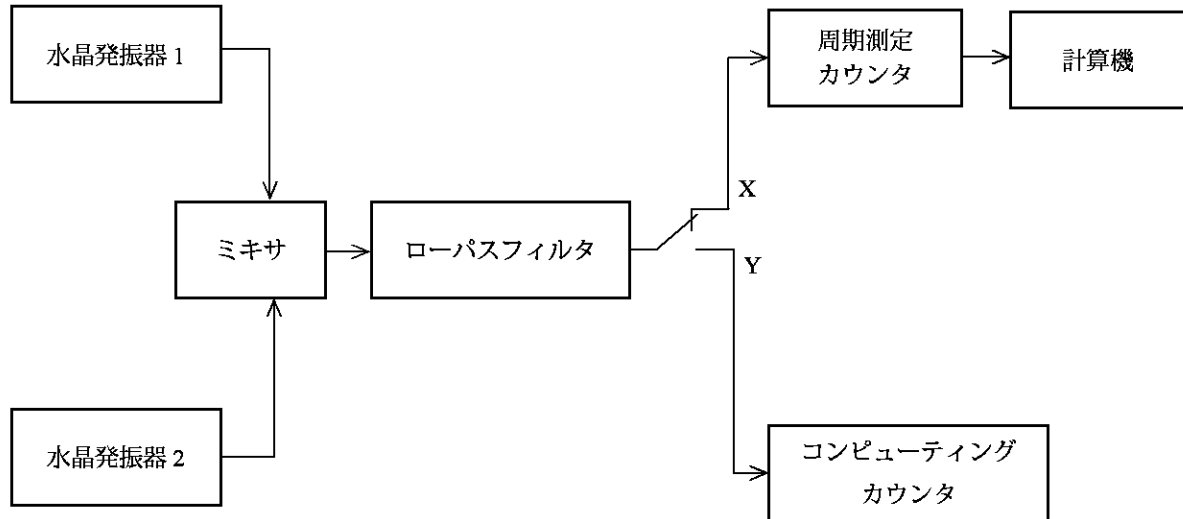 水晶発振器 1
周期測定
カウンタ
計算機
X
ミキサ
ローパスフィルタ
Y
水晶発振器 2
コンピューティング
カウンタ